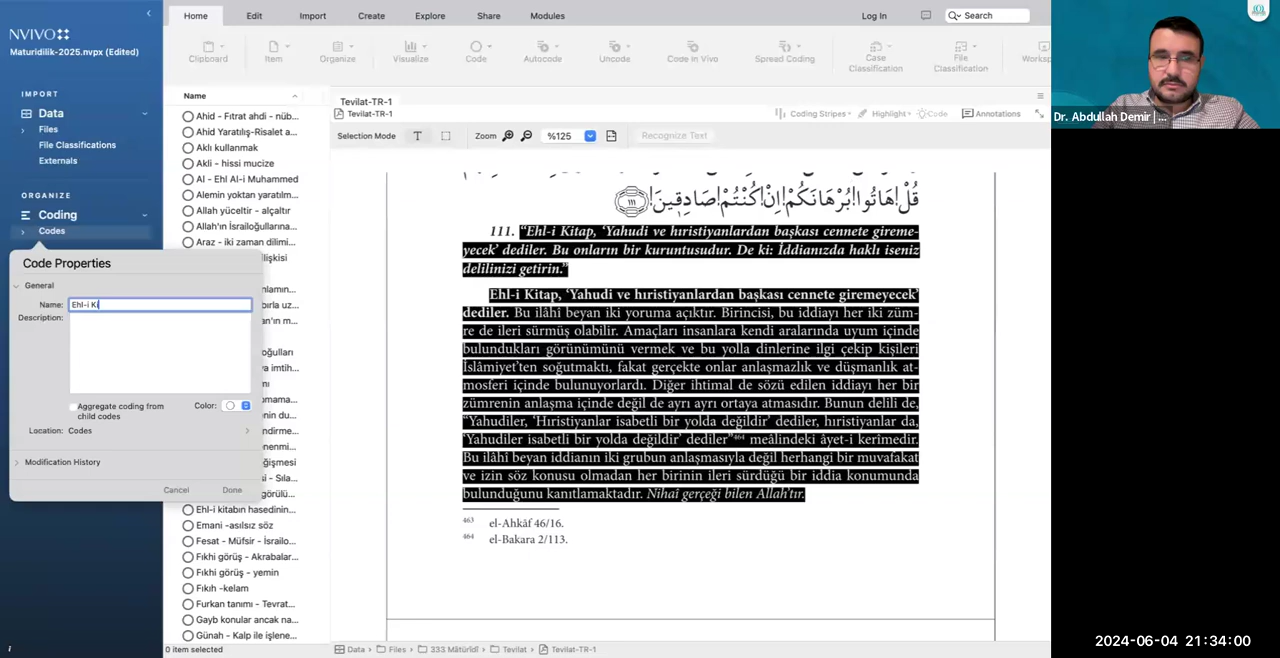 NVIVO
Maturidilik-2025.nvpx (Edited)
IMPORT
Data
Files
File Classifications
Externals
ORGANIZE
Coding
Codes
Home Edit Import Create Explore Share Modules Log In Search
Clipboard Item Organize Visualize Code Autocode Uncode Code In Vivo Spread Coding Case Classification File Classification Worksp
Code Properties
General
Name: Ehl-i Ki
Description:
Aggregate coding from
child codes
Color:
Location: Codes
Modification History
Cancel Done
Name
Ahid - Fıtrat ahdi - nüb...
Ahid Yaratılış-Risalet a...
Aklı kullanmak
Akli - hissi mucize
Al - Ehl Al-i Muhammed
Alemin yoktan yaratılm...
Allah yüceltir - alçaltır
Allah'ın İsrailoğullarına...
Araz - iki zaman dilimi...
Ehl-i kitabın hasedinin...
Emani -asılsız söz
Fesat - Müfsir - İsrailo...
Fıkhi görüş - Akrabalar...
Fıkhi görüş - yemin
Fıkıh -kelam
Furkan tanımı - Tevrat...
Gayb konular ancak na...
Günah - Kalp ile işlene...
0 item selected
Tevilat-TR-1
Tevilat-TR-1
Coding Stripes Highlight Code Annotations
Selection Mode Zoom %125 Recognize Text
قُلْ هَاتُوا بُرْهَانَكُمْ اِنْ كُنْتُمْ صَادِقٖينَ ١١١
111. “Ehl-i Kitap, ‘Yahudi ve hıristiyanlardan başkası cennete gireme-
yecek’ dediler. Bu onların bir kuruntusudur. De ki: İddianızda haklı iseniz
delilinizi getirin.”
Ehl-i Kitap, ‘Yahudi ve hıristiyanlardan başkası cennete giremeyecek’
dediler. Bu ilâhî beyan iki yoruma açıktır. Birincisi, bu iddiayı her iki züm-
re de ileri sürmüş olabilir. Amaçları insanlara kendi aralarında uyum içinde
bulundukları görünümünü vermek ve bu yolla dinlerine ilgi çekip kişileri
İslâmiyet’ten soğutmaktı, fakat gerçekte onlar anlaşmazlık ve düşmanlık at-
mosferi içinde bulunuyorlardı. Diğer ihtimal de sözü edilen iddiayı her bir
zümrenin anlaşma içinde değil de ayrı ayrı ortaya atmasıdır. Bunun delili de,
“Yahudiler, ‘Hıristiyanlar isabetli bir yolda değildir’ dediler, hıristiyanlar da,
‘Yahudiler isabetli bir yolda değildir’ dediler”464 meâlindeki âyet-i kerîmedir.
Bu ilâhî beyan iddianın iki grubun anlaşmasıyla değil herhangi bir muvafakat
ve izin söz konusu olmadan her birinin ileri sürdüğü bir iddia konumunda
bulunduğunu kanıtlamaktadır. Nihaî gerçeği bilen Allah’tır.
463 el-Ahkâf 46/16.
464 el-Bakara 2/113.
Data Files 333 Mâtürîdî Tevilat Tevilat-TR-1
Dr. Abdullah Demir | ...
2024-06-04 21:34:00